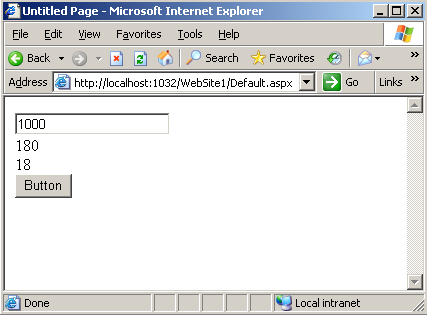 Untitled Page - Microsoft Internet Explorer
File Edit View Favorites Tools Help
Back Search Favorites »
Address http://localhost:1032/WebSite1/Default.aspx Go Links »
1000
180
18
Button
Done Local intranet